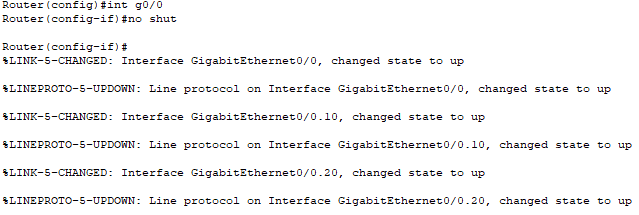 Router(config)#int g0/0
Router(config-if)#no shut
Router(config-if)#
%LINK-5-CHANGED: Interface GigabitEthernet0/0, changed state to up
%LINEPROTO-5-UPDOWN: Line protocol on Interface GigabitEthernet0/0, changed state to up
%LINK-5-CHANGED: Interface GigabitEthernet0/0.10, changed state to up
%LINEPROTO-5-UPDOWN: Line protocol on Interface GigabitEthernet0/0.10, changed state to up
%LINK-5-CHANGED: Interface GigabitEthernet0/0.20, changed state to up
%LINEPROTO-5-UPDOWN: Line protocol on Interface GigabitEthernet0/0.20, changed state to up